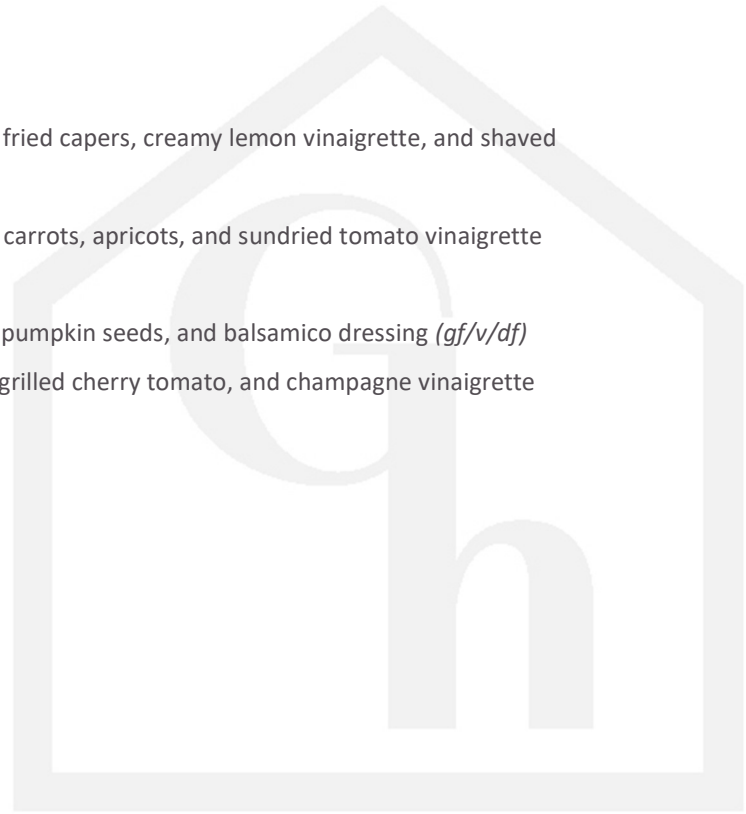 fried capers, creamy lemon vinaigrette, and shaved
carrots, apricots, and sundried tomato vinaigrette
pumpkin seeds, and balsamico dressing (gf/v/df)
grilled cherry tomato, and champagne vinaigrette
Gh